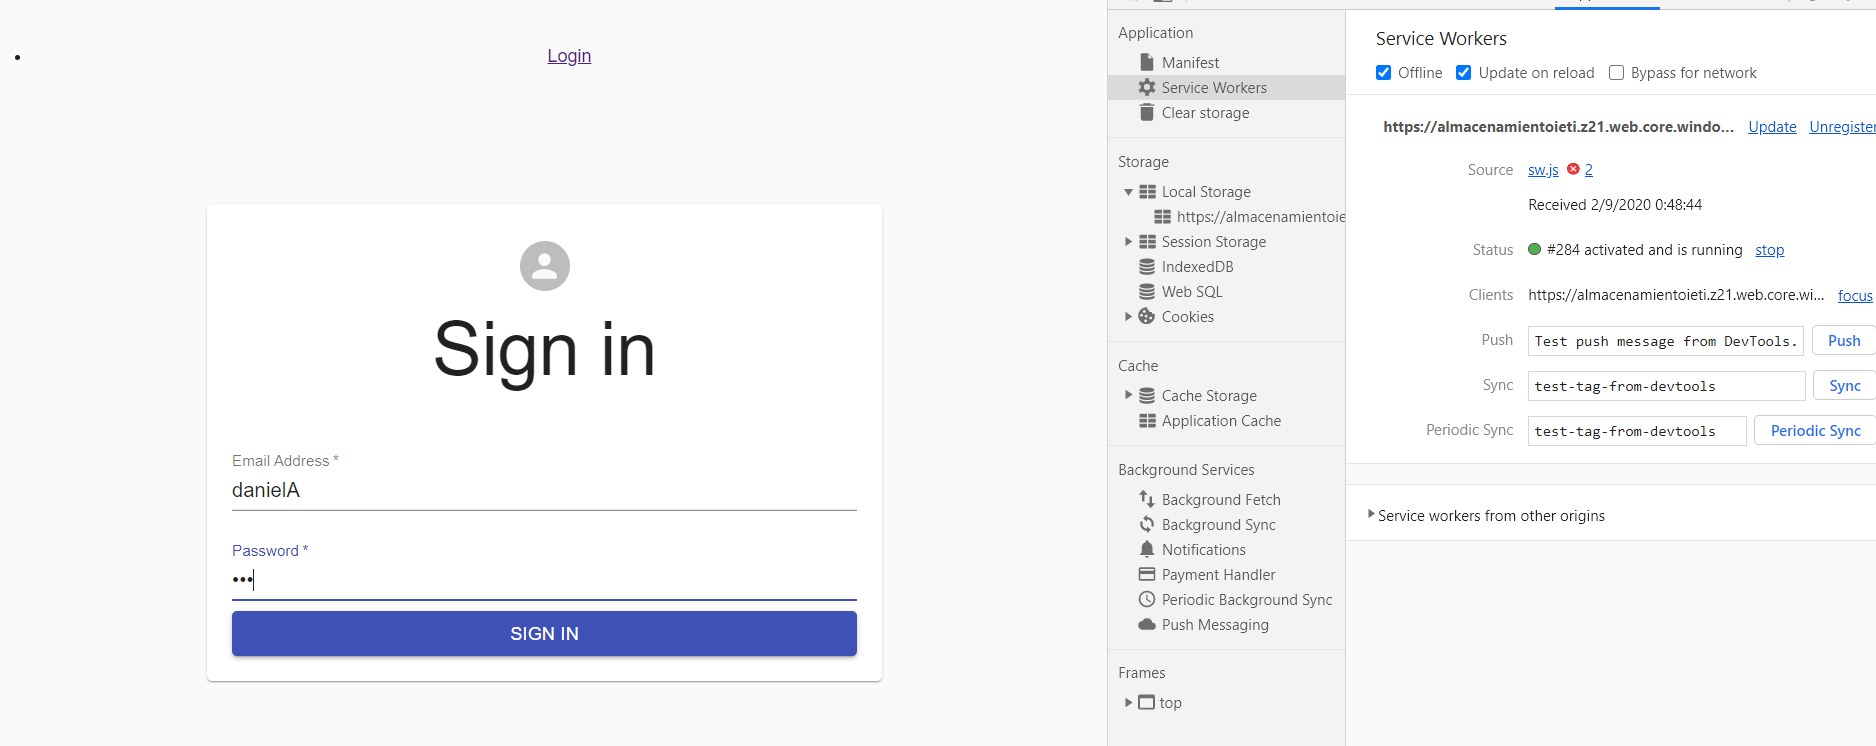 Login
Sign in
Email Address *
danielA
Password *
•••
SIGN IN
Application
Manifest
Service Workers
Clear storage
Storage
Local Storage
https://almacenamientoie
Session Storage
IndexedDB
Web SQL
Cookies
Cache
Cache Storage
Application Cache
Background Services
Background Fetch
Background Sync
Notifications
Payment Handler
Periodic Background Sync
Push Messaging
Frames
top
Service Workers
Offline Update on reload Bypass for network
https://almacenamientoieti.z21.web.core.windo... Update Unregister
Source sw.js 2
Received 2/9/2020 0:48:44
Status #284 activated and is running stop
Clients https://almacenamientoieti.z21.web.core.wi... focus
Push Test push message from DevTools. Push
Sync test-tag-from-devtools Sync
Periodic Sync test-tag-from-devtools Periodic Sync
Service workers from other origins